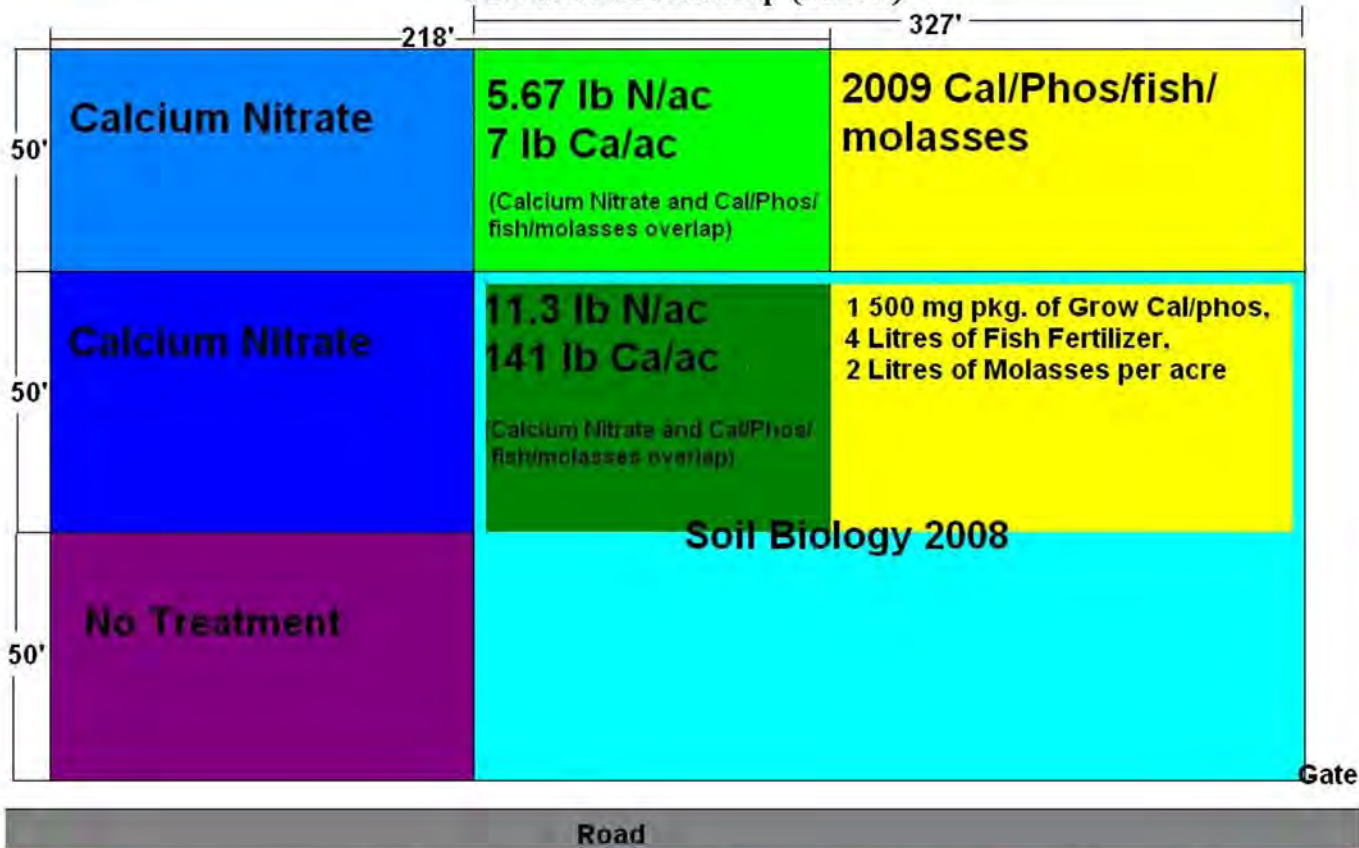 327'
218'
Calcium Nitrate
5.67 lb N/ac
7 lb Ca/ac
(Calcium Nitrate and Cal/Phos/
fish/molasses overlap)
2009 Cal/Phos/fish/
molasses
50'
Calcium Nitrate
11.3 lb N/ac
141 lb Ca/ac
(Calcium Nitrate and Cal/Phos/
fish/molasses overlap)
1 500 mg pkg. of Grow Cal/phos,
4 Litres of Fish Fertilizer,
2 Litres of Molasses per acre
50'
Soil Biology 2008
No Treatment
50'
Gate
Road